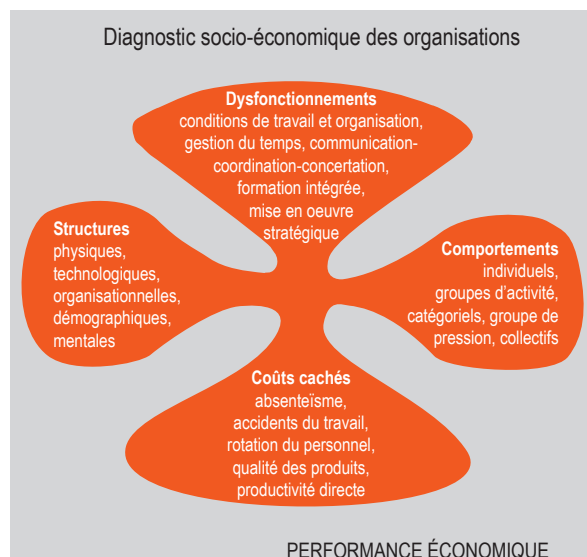 Diagnostic socio-économique des organisations
Dysfonctionnements
conditions de travail et organisation,
gestion du temps, communication-
coordination-concertation,
formation intégrée,
mise en oeuvre
stratégique
Structures
physiques,
technologiques,
organisationnelles,
démographiques,
mentales
Comportements
individuels,
groupes d'activité,
catégoriels, groupe de
pression, collectifs
Coûts cachés
absenteïsme,
accidents du travail,
rotation du personnel,
qualité des produits,
productivité directe
PERFORMANCE ÉCONOMIQUE